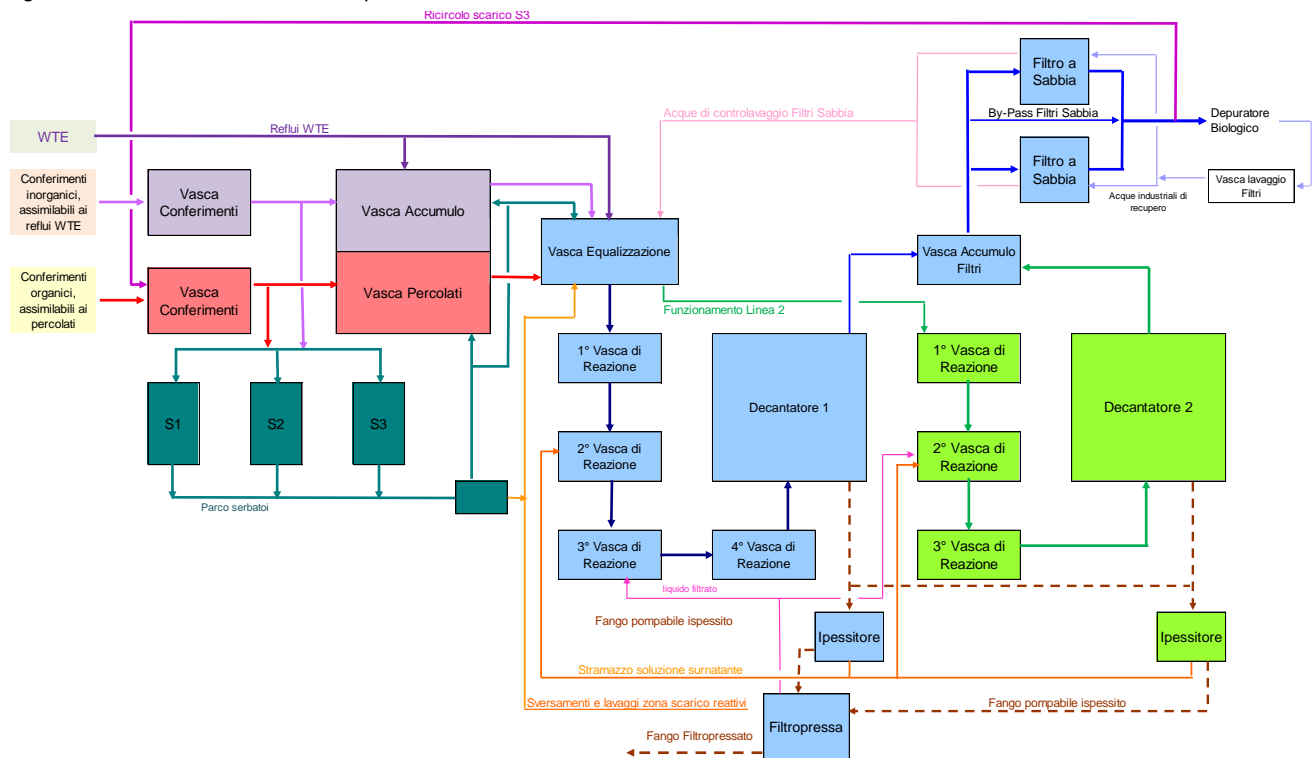 Ricircolo scarico S3
Filtro a
Sabbia
Acque di controlavaggio Filtri Sabbia
By-Pass Filtri Sabbia
Depuratore
Biologico
WTE
Reflui WTE
Filtro a
Sabbia
Vasca lavaggio
Filtri
Acque industriali di
recupero
Conferimenti
inorganici,
assimilabili ai
reflui WTE
Vasca
Conferimenti
Vasca Accumulo
Vasca Equalizzazione
Vasca Accumulo
Filtri
Conferimenti
organici,
assimilabili ai
percolati
Vasca
Conferimenti
Vasca Percolati
Funzionamento Linea 2
1° Vasca di
Reazione
Decantatore 1
1° Vasca di
Reazione
Decantatore 2
S1
S2
S3
2° Vasca di
Reazione
2° Vasca di
Reazione
Parco serbatoi
3° Vasca di
Reazione
4° Vasca di
Reazione
3° Vasca di
Reazione
liquido filtrato
Fango pompabile ispessito
Ipessitore
Ipessitore
Stramazzo soluzione surnatante
Sversamenti e lavaggi zona scarico reattivi
Fango pompabile ispessito
Filtropressa
Fango Filtropressato